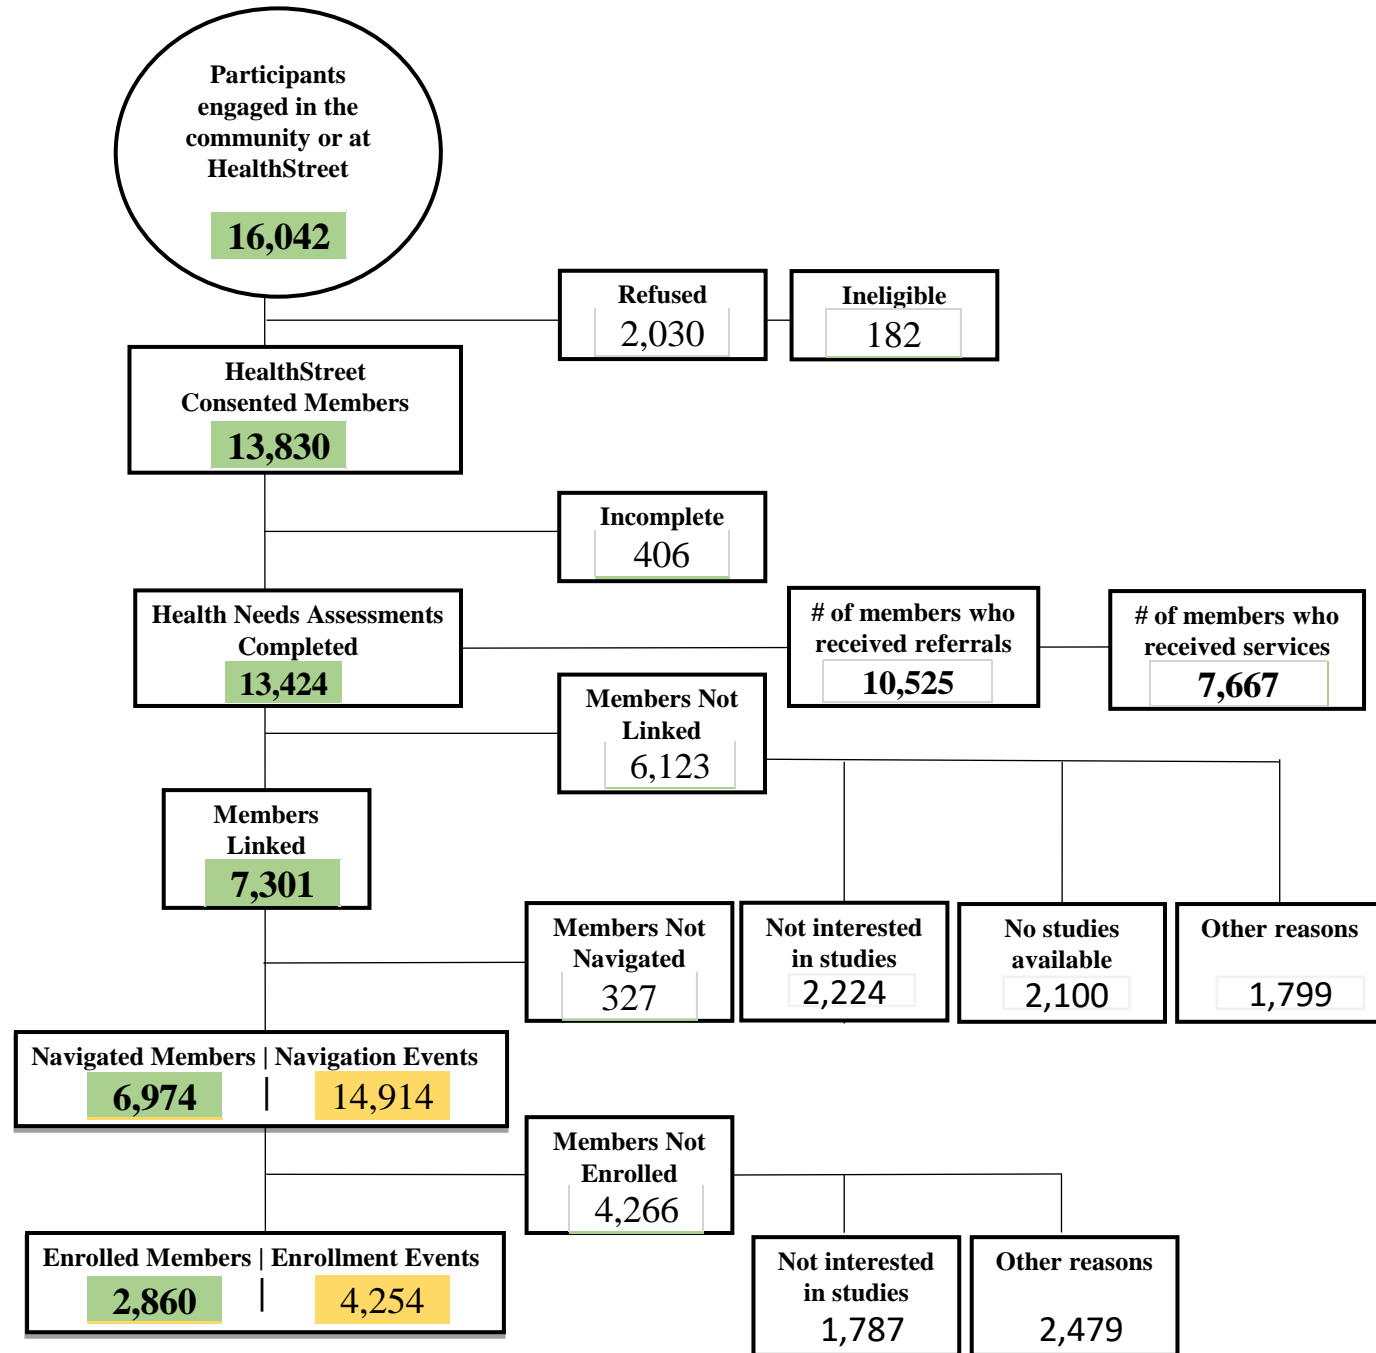 Participants
engaged in the
community or at
HealthStreet
16,042
Refused
2,030
Ineligible
182
HealthStreet
Consented Members
13,830
Incomplete
406
Health Needs Assessments
Completed
13,424
# of members who
received referrals
10,525
# of members who
received services
7,667
Members Not
Linked
6,123
Members
Linked
7,301
Members Not
Navigated
327
Not interested
in studies
2,224
No studies
available
2,100
Other reasons
1,799
Navigated Members | Navigation Events
6,974 | 14,914
Members Not
Enrolled
4,266
Enrolled Members | Enrollment Events
2,860 | 4,254
Not interested
in studies
1,787
Other reasons
2,479